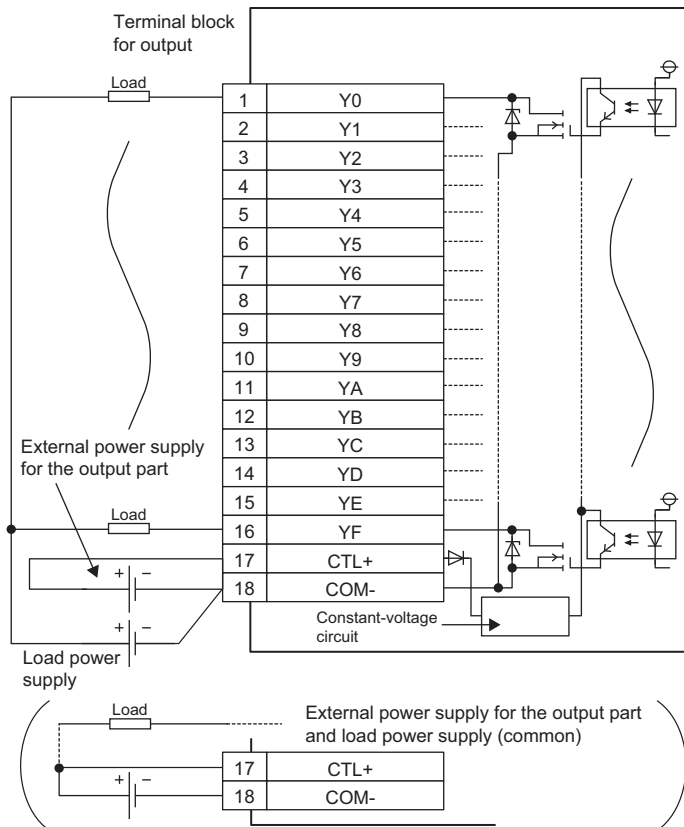 Terminal block
for output
Load
1 Y0
2 Y1
3 Y2
4 Y3
5 Y4
6 Y5
7 Y6
8 Y7
9 Y8
10 Y9
11 YA
12 YB
13 YC
14 YD
15 YE
16 YF
17 CTL+
18 COM-
External power supply
for the output part
Load
+ −
+ −
Load power
supply
Constant-voltage
circuit
Load
External power supply for the output part
and load power supply (common)
+ −
17 CTL+
18 COM-